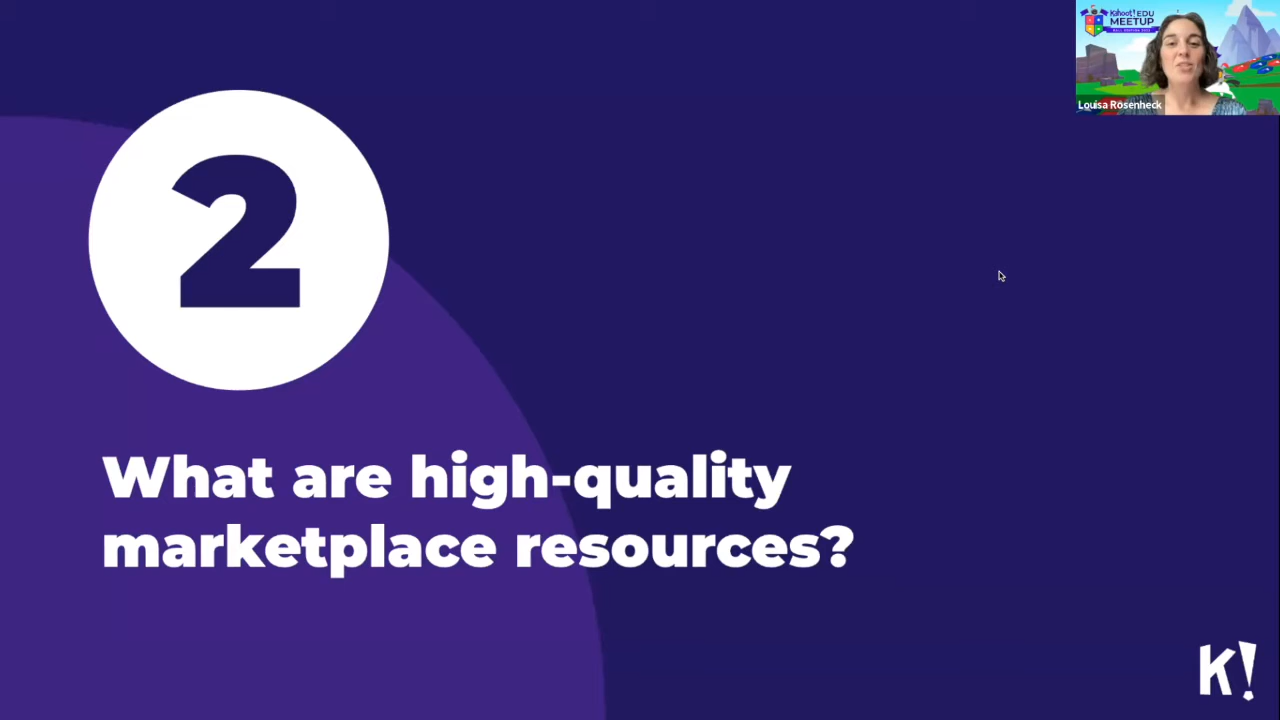 Kahoot! EDU
MEETUP
Louisa Rosenheck
2
What are high-quality
marketplace resources?
K!